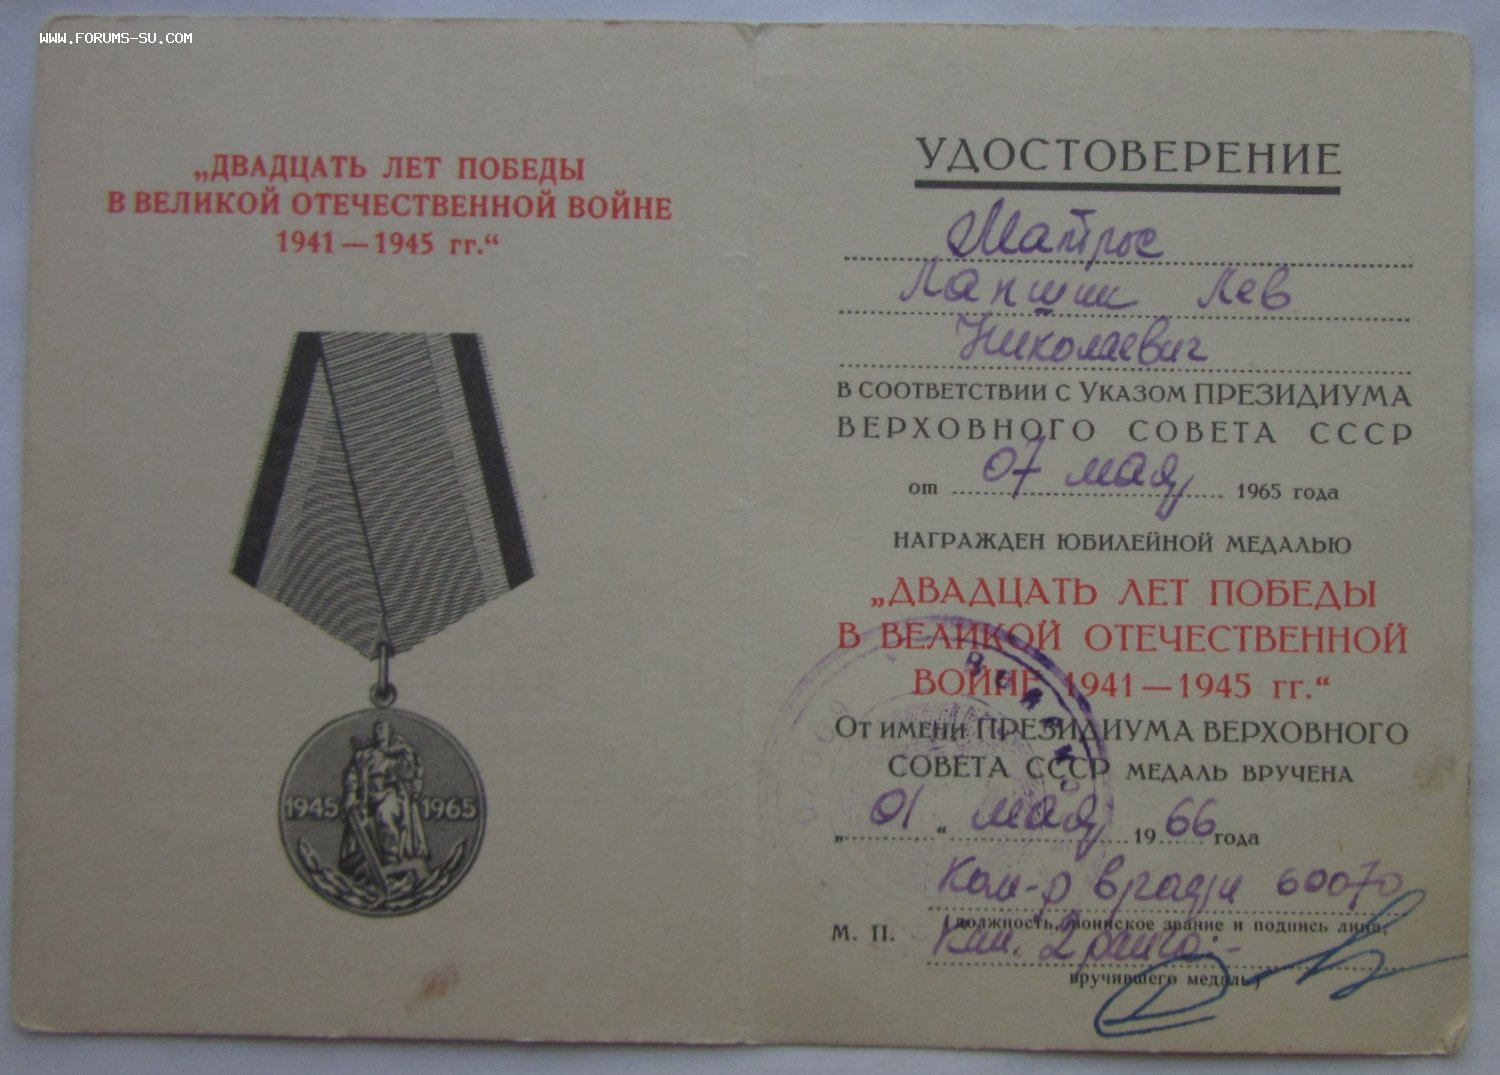 WWW.FORUMS-SU.COM
„ДВАДЦАТЬ ЛЕТ ПОБЕДЫ
В ВЕЛИКОЙ ОТЕЧЕСТВЕННОЙ ВОЙНЕ
1941—1945 гг.“
1945 1965
УДОСТОВЕРЕНИЕ
Матрос
Лапшин Лев
Николаевич
В СООТВЕТСТВИИ С УКАЗОМ ПРЕЗИДИУМА
ВЕРХОВНОГО СОВЕТА СССР
от 07 мая 1965 года
НАГРАЖДЕН ЮБИЛЕЙНОЙ МЕДАЛЬЮ
„ДВАДЦАТЬ ЛЕТ ПОБЕДЫ
В ВЕЛИКОЙ ОТЕЧЕСТВЕННОЙ
ВОЙНЕ 1941—1945 гг.“
ОТ ИМЕНИ ПРЕЗИДИУМА ВЕРХОВНОГО
СОВЕТА СССР МЕДАЛЬ ВРУЧЕНА
„01“ мая 1966 года
Ком-р в/части 60070
(должность, воинское звание и подпись лица,
М. П. Кап. 2 ранга:-
вручившего медаль)